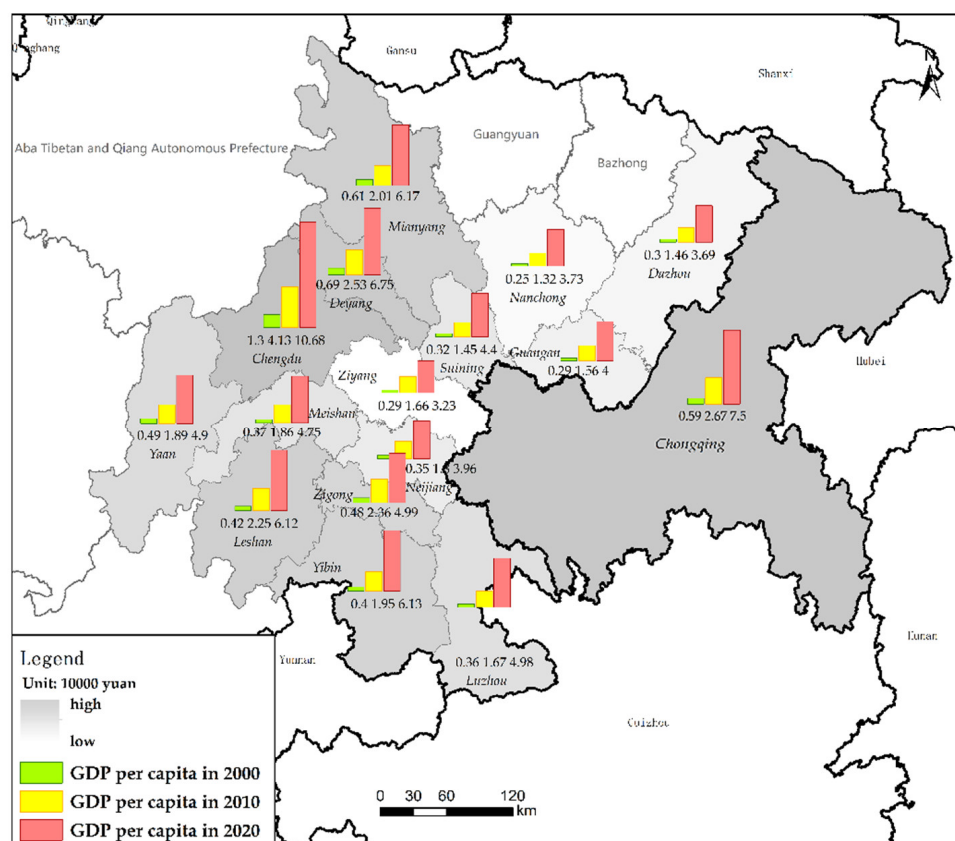 Gansu
Shanxi
N
Guangyuan
Aba Tibetan and Qiang Autonomous Prefecture
Bazhong
0.61 2.01 6.17
Mianyang
0.3 1.46 3.69
Dazhou
0.69 2.53 6.75
Deyang
0.25 1.32 3.73
Nanchong
1.3 4.13 10.68
Chengdu
0.32 1.45 4.4
Suining
Guangan
0.29 1.56 4
Hubei
Ziyang
0.29 1.66 3.23
0.59 2.67 7.5
Chongqing
0.49 1.89 4.9
Yaan
0.37 1.86 4.75
Meishan
0.35
3.96
Neijiang
Zigong
0.48 2.36 4.99
0.42 2.25 6.12
Leshan
Yibin
0.4 1.95 6.13
0.36 1.67 4.98
Luzhou
Yunnan
Hunan
Guizhou
Legend
Unit: 10000 yuan
high
low
GDP per capita in 2000
GDP per capita in 2010
GDP per capita in 2020
0 30 60 120
km